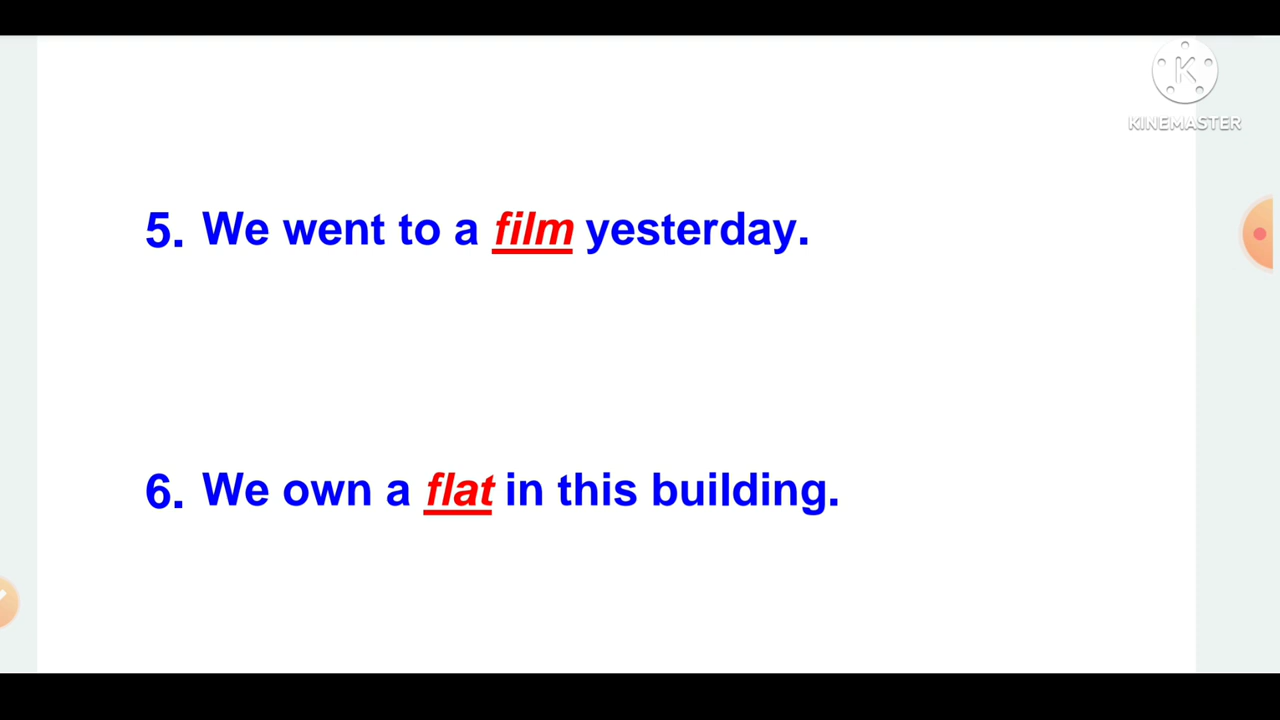 KINEMASTER
5. We went to a film yesterday.
6. We own a flat in this building.